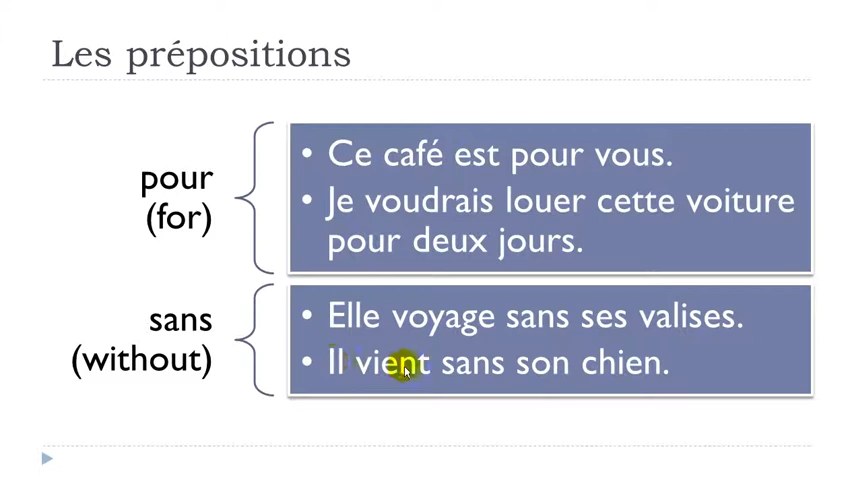 Les prépositions
pour
(for)
• Ce café est pour vous.
• Je voudrais louer cette voiture
pour deux jours.
sans
(without)
• Elle voyage sans ses valises.
• Il vient sans son chien.